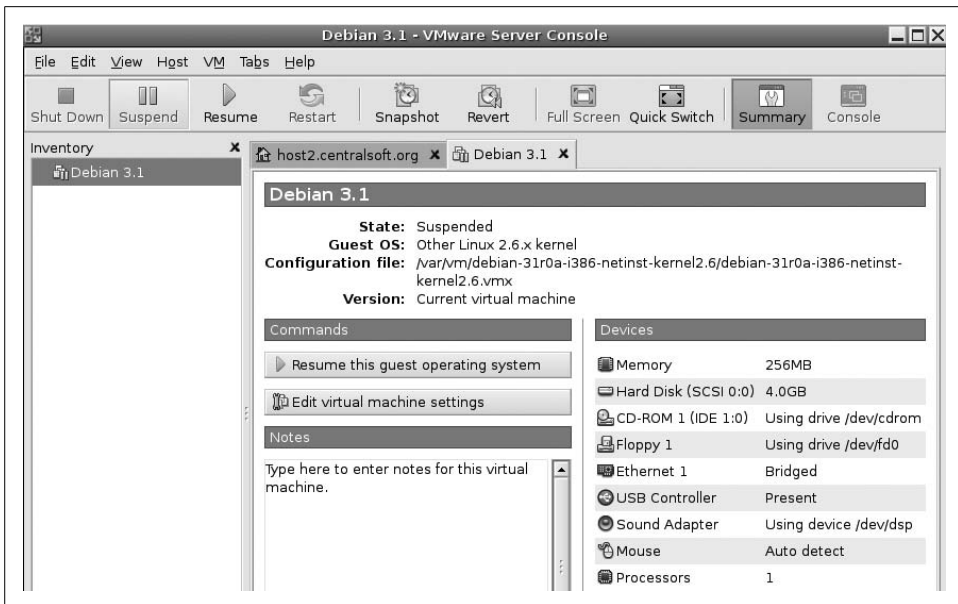 Debian 3.1 - VMware Server Console
File Edit View Host VM Tabs Help
Shut Down Suspend Resume Restart Snapshot Revert Full Screen Quick Switch Summary Console
Inventory
Debian 3.1
host2.centralsoft.org Debian 3.1
Debian 3.1
State: Suspended
Guest OS: Other Linux 2.6.x kernel
Configuration file: /var/vm/debian-31r0a-i386-netinst-kernel2.6/debian-31r0a-i386-netinst-
kernel2.6.vmx
Version: Current virtual machine
Commands
Resume this guest operating system
Edit virtual machine settings
Notes
Type here to enter notes for this virtual
machine.
Devices
Memory 256MB
Hard Disk (SCSI 0:0) 4.0GB
CD-ROM 1 (IDE 1:0) Using drive /dev/cdrom
Floppy 1 Using drive /dev/fd0
Ethernet 1 Bridged
USB Controller Present
Sound Adapter Using device /dev/dsp
Mouse Auto detect
Processors 1